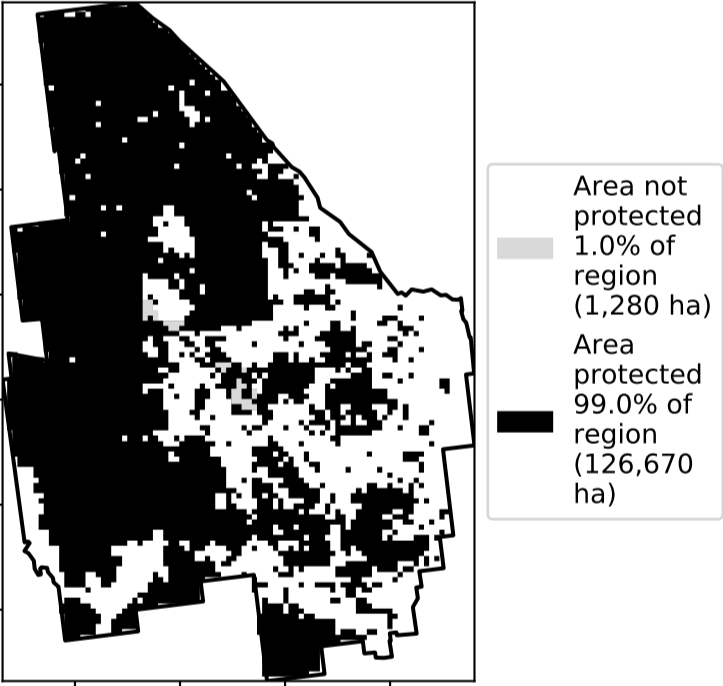 Area not
protected
1.0% of
region
(1,280 ha)
Area
protected
99.0% of
region
(126,670
ha)